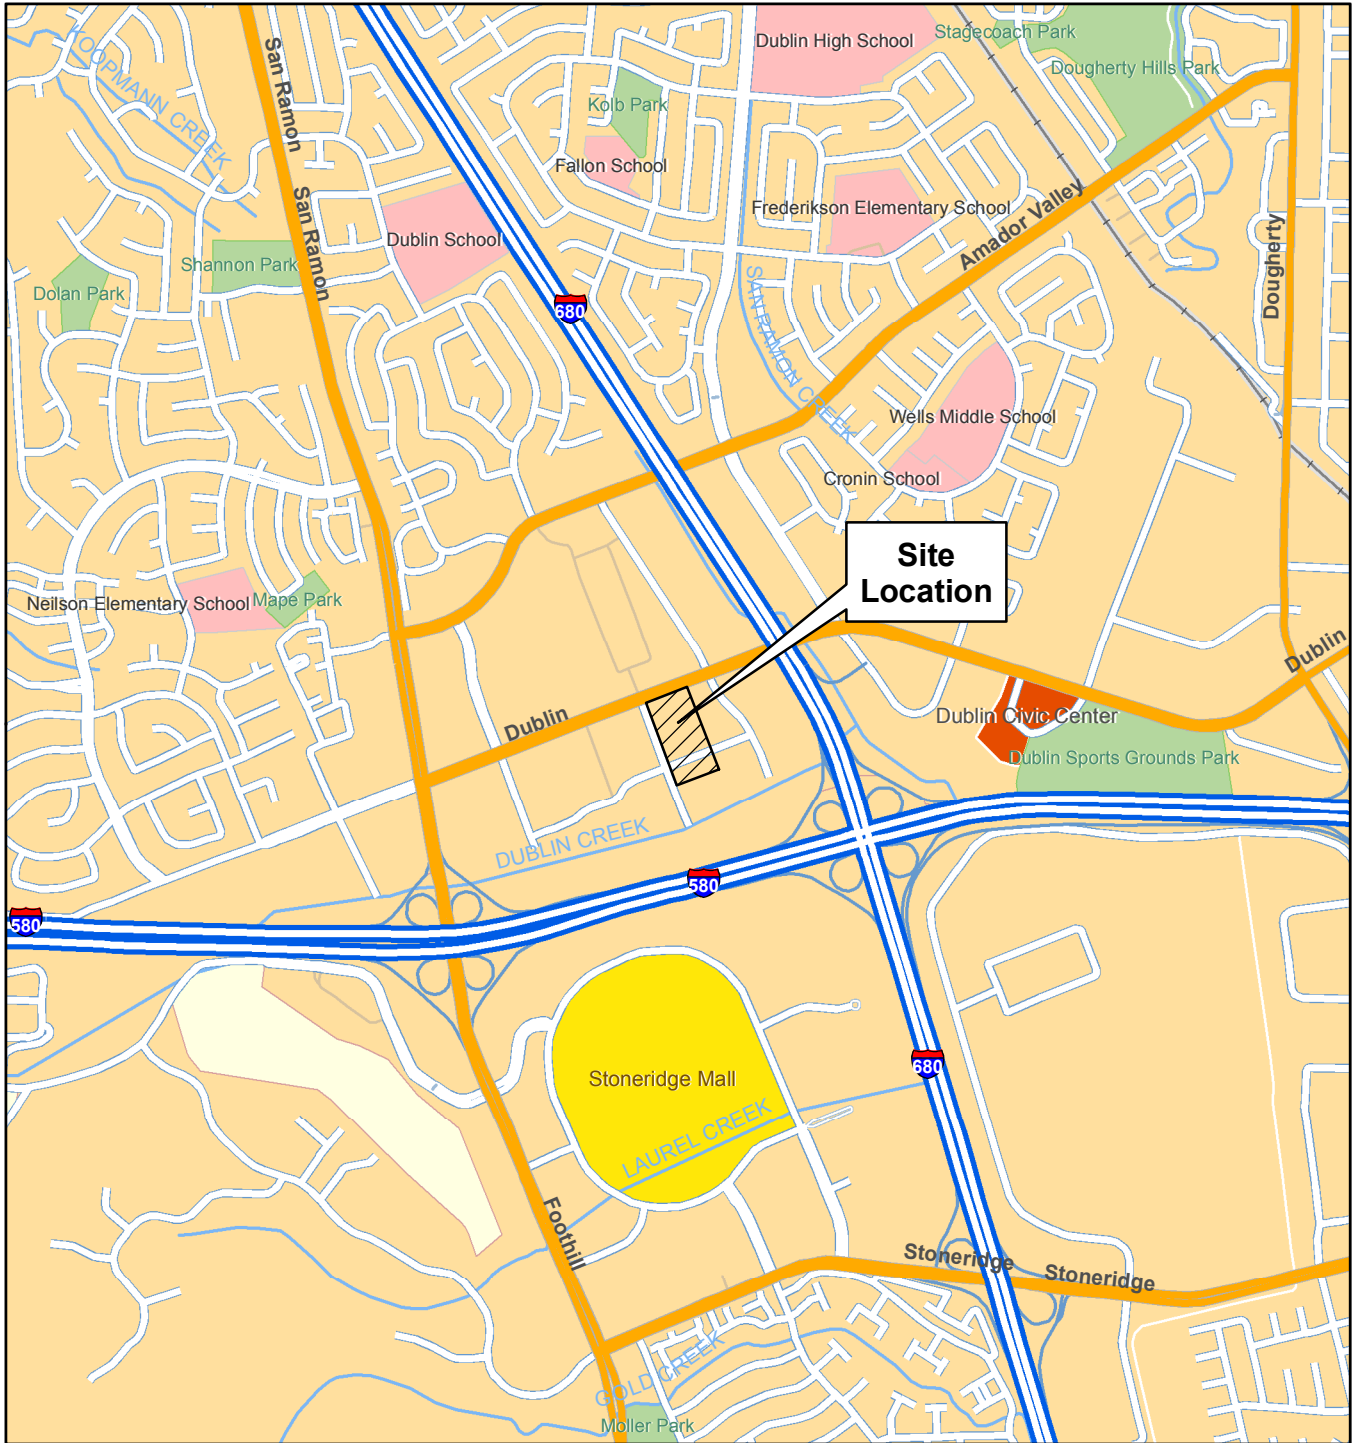 Dublin High School
Stagecoach Park
Dougherty Hills Park
KOOPMANN CREEK
San Ramon
Kolb Park
Fallon School
San Ramon
Frederikson Elementary School
Amador Valley
Dublin School
Dougherty
Shannon Park
Dolan Park
680
SAN RAMON CREEK
Wells Middle School
Cronin School
Site
Location
Neilson Elementary School
Mape Park
Dublin
Dublin
Dublin Civic Center
Dublin Sports Grounds Park
DUBLIN CREEK
580
580
680
Stoneridge Mall
LAUREL CREEK
Foothill
Stoneridge
Stoneridge
GOLD CREEK
Moller Park